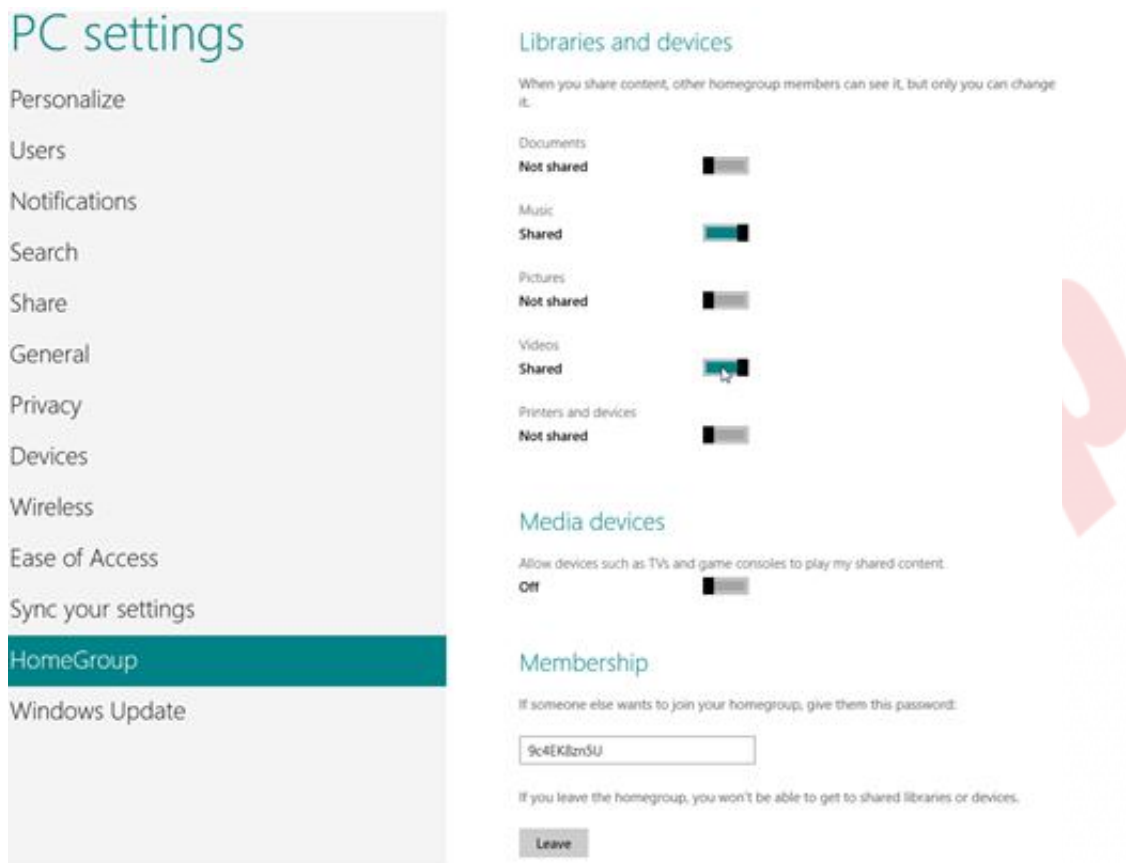 PC settings
Personalize
Users
Notifications
Search
Share
General
Privacy
Devices
Wireless
Ease of Access
Sync your settings
HomeGroup
Windows Update
Libraries and devices
When you share content, other homegroup members can see it, but only you can change
it.
Documents
Not shared
Music
Shared
Pictures
Not shared
Videos
Shared
Printers and devices
Not shared
Media devices
Allow devices such as TVs and game consoles to play my shared content.
Off
Membership
If someone else wants to join your homegroup, give them this password:
9c4EK8zn5U
If you leave the homegroup, you won't be able to get to shared libraries or devices.
Leave